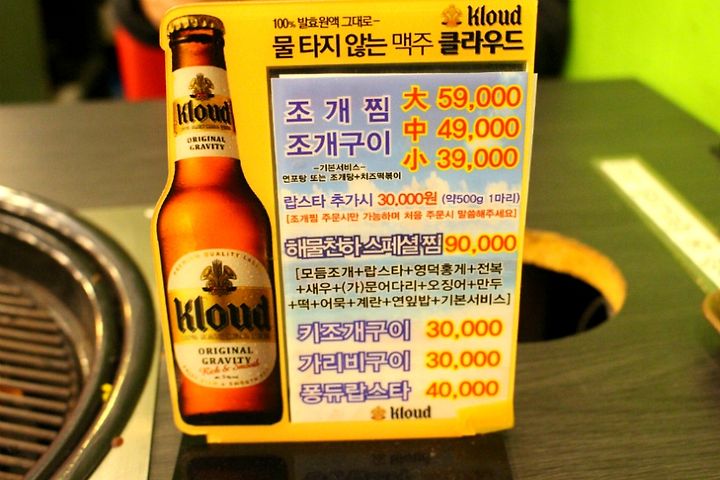 100% 발효원액 그대로-
Kloud
물 타지 않는 맥주 클라우드
조개찜
조개구이
大 59,000
中 49,000
小 39,000
-기본서비스-
연포탕 또는 조개탕+치즈떡볶이
랍스타 추가시 30,000원 (약500g 1마리)
[조개찜 주문시만 가능하며 처음 주문시 말씀해주세요]
해물천하 스페셜찜 90,000
[모듬조개+랍스타+영덕홍게+전복
+새우+(가)문어다리+오징어+만두
+떡+어묵+계란+연잎밥+기본서비스]
키조개구이 30,000
가리비구이 30,000
퐁듀랍스타 40,000
Kloud
Kloud
ORIGINAL
GRAVITY
PREMIUM QUALITY LAGER
Kloud
ORIGINAL
GRAVITY
Rich & Smooth